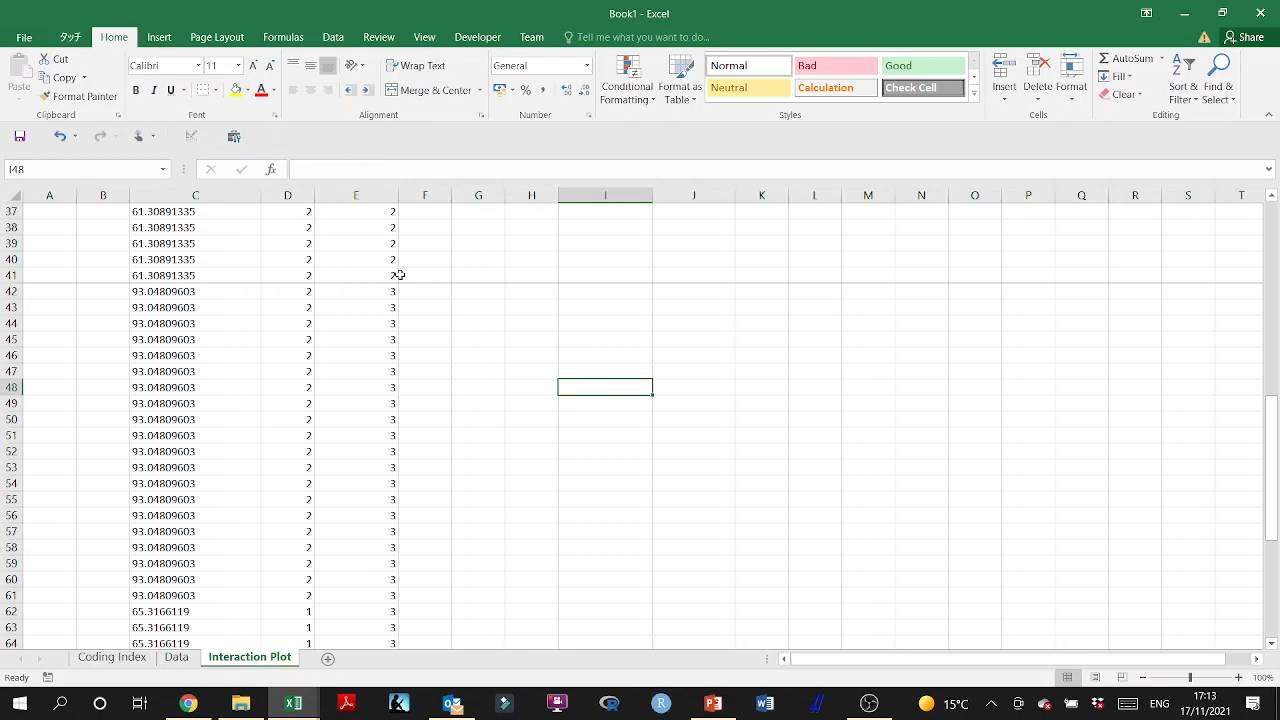 Book1 - Excel
File タッチ Home Insert Page Layout Formulas Data Review View Developer Team Tell me what you want to do... Share
Paste Cut Copy Format Painter Clipboard
Calibri 11 B I U Font
Wrap Text Merge & Center Alignment
General % Number
Conditional Formatting Format as Table
Normal Bad Good
Neutral Calculation Check Cell
Styles
Insert Delete Format Cells
AutoSum Fill Clear Sort & Filter Find & Select Editing
I48 fx
A B C D E F G H I J K L M N O P Q R S T
37 61.30891335 2 2
38 61.30891335 2 2
39 61.30891335 2 2
40 61.30891335 2 2
41 61.30891335 2 2
42 93.04809603 2 3
43 93.04809603 2 3
44 93.04809603 2 3
45 93.04809603 2 3
46 93.04809603 2 3
47 93.04809603 2 3
48 93.04809603 2 3
49 93.04809603 2 3
50 93.04809603 2 3
51 93.04809603 2 3
52 93.04809603 2 3
53 93.04809603 2 3
54 93.04809603 2 3
55 93.04809603 2 3
56 93.04809603 2 3
57 93.04809603 2 3
58 93.04809603 2 3
59 93.04809603 2 3
60 93.04809603 2 3
61 93.04809603 2 3
62 65.3166119 1 3
63 65.3166119 1 3
64 65.3166119 1 3
Coding Index Data Interaction Plot
Ready 100%
15°C ENG 17:13
17/11/2021